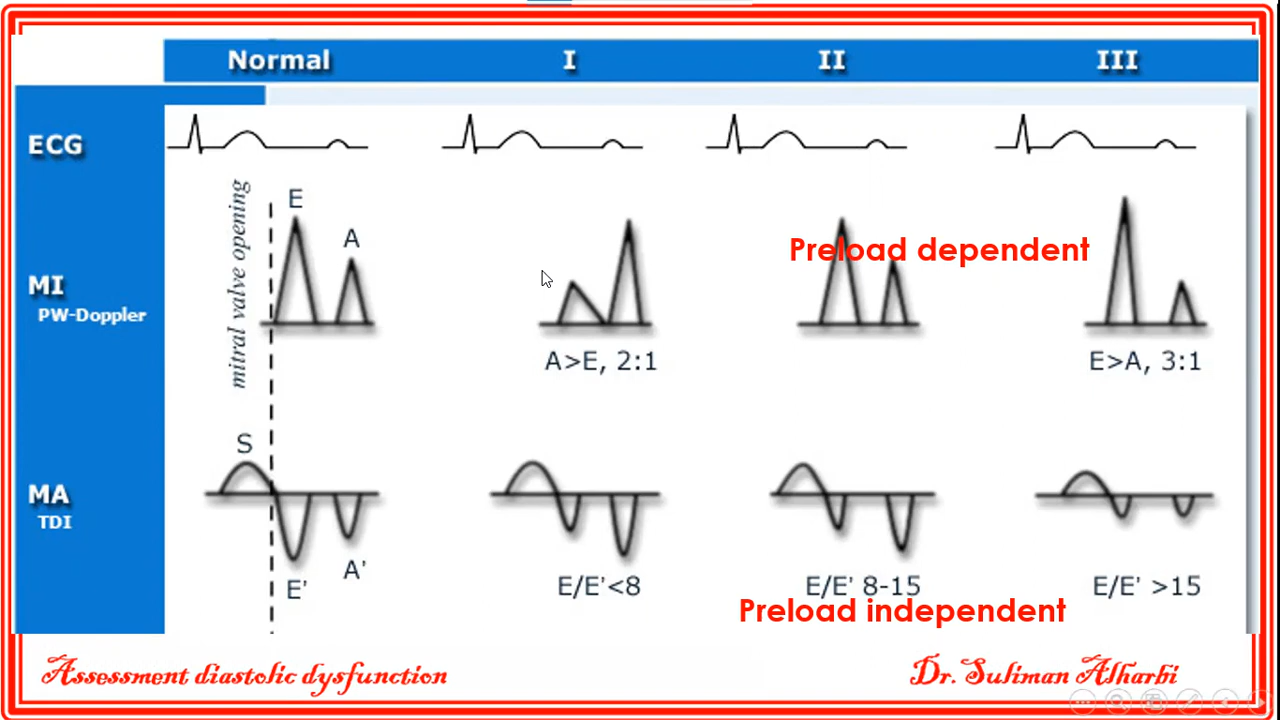 Normal I II III
ECG
mitral valve opening
E
A
Preload dependent
MI
PW-Doppler
A>E, 2:1 E>A, 3:1
S
MA
TDI
E' A'
E/E'<8 E/E' 8-15 E/E' >15
Preload independent
Assessment diastolic dysfunction Dr. Suliman Alharbi